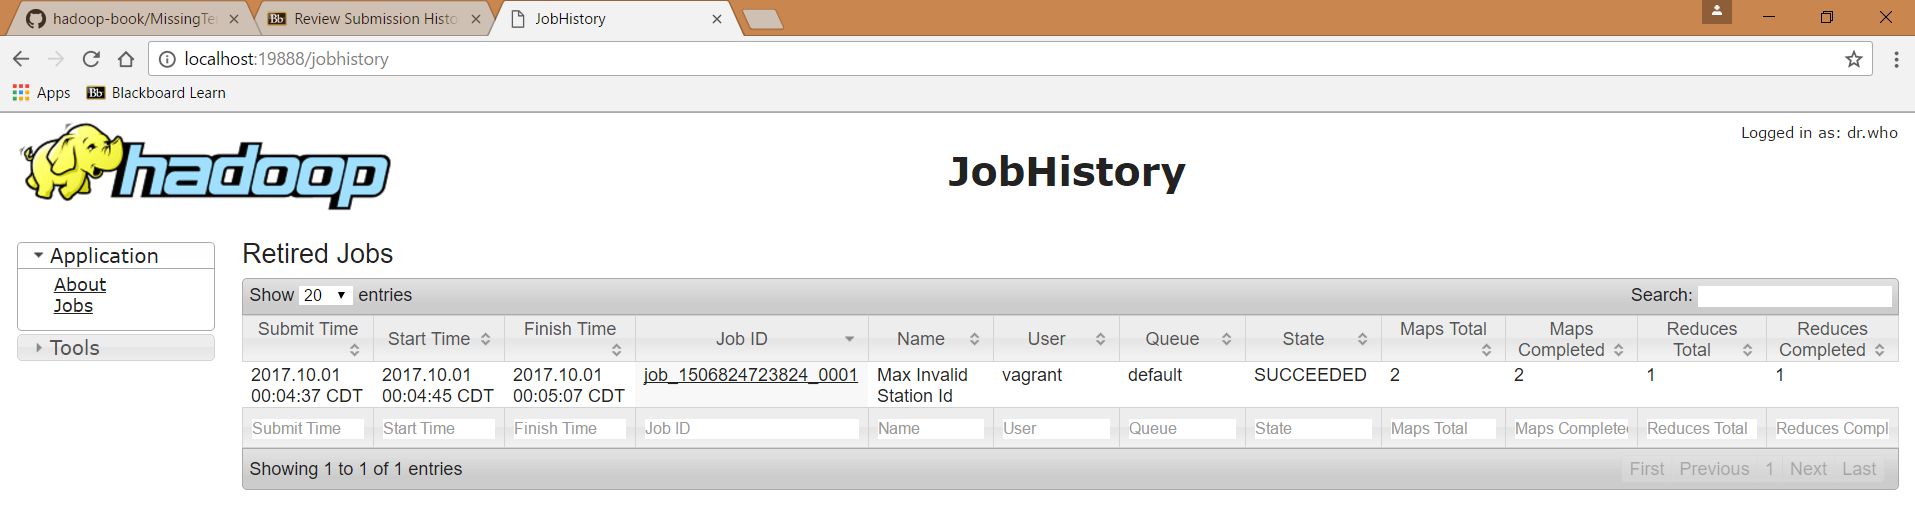 hadoop-book/MissingTe
Bb Review Submission Histo
JobHistory
localhost:19888/jobhistory
Apps
Bb Blackboard Learn
hadoop
Logged in as: dr.who
JobHistory
Application
About
Jobs
Tools
Retired Jobs
Show 20 entries
Search:
Submit Time Start Time Finish Time Job ID Name User Queue State Maps Total Maps Completed Reduces Total Reduces Completed
2017.10.01 00:04:37 CDT 2017.10.01 00:04:45 CDT 2017.10.01 00:05:07 CDT job_1506824723824_0001 Max Invalid Station Id vagrant default SUCCEEDED 2 2 1 1
Submit Time Start Time Finish Time Job ID Name User Queue State Maps Total Maps Complete Reduces Total Reduces Compl
Showing 1 to 1 of 1 entries
First Previous 1 Next Last